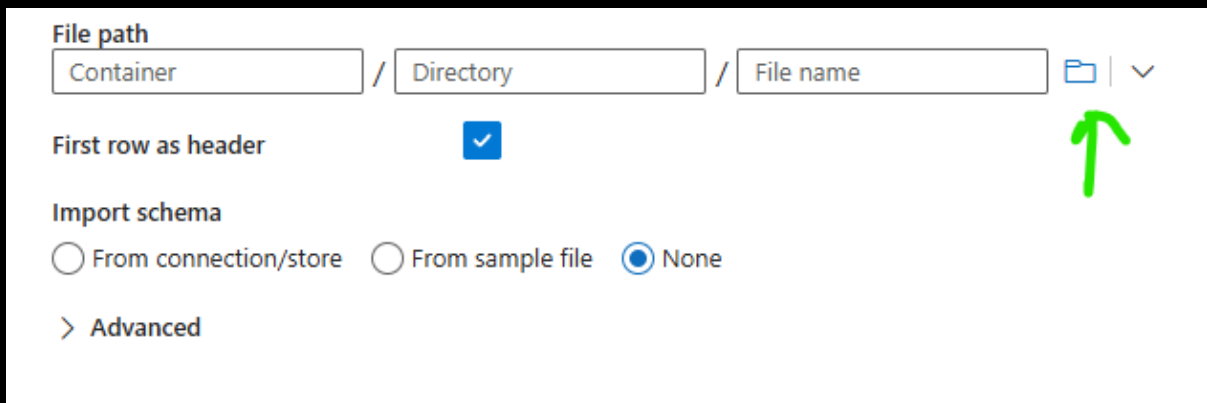 File path
Container / Directory / File name
First row as header
Import schema
From connection/store From sample file None
Advanced